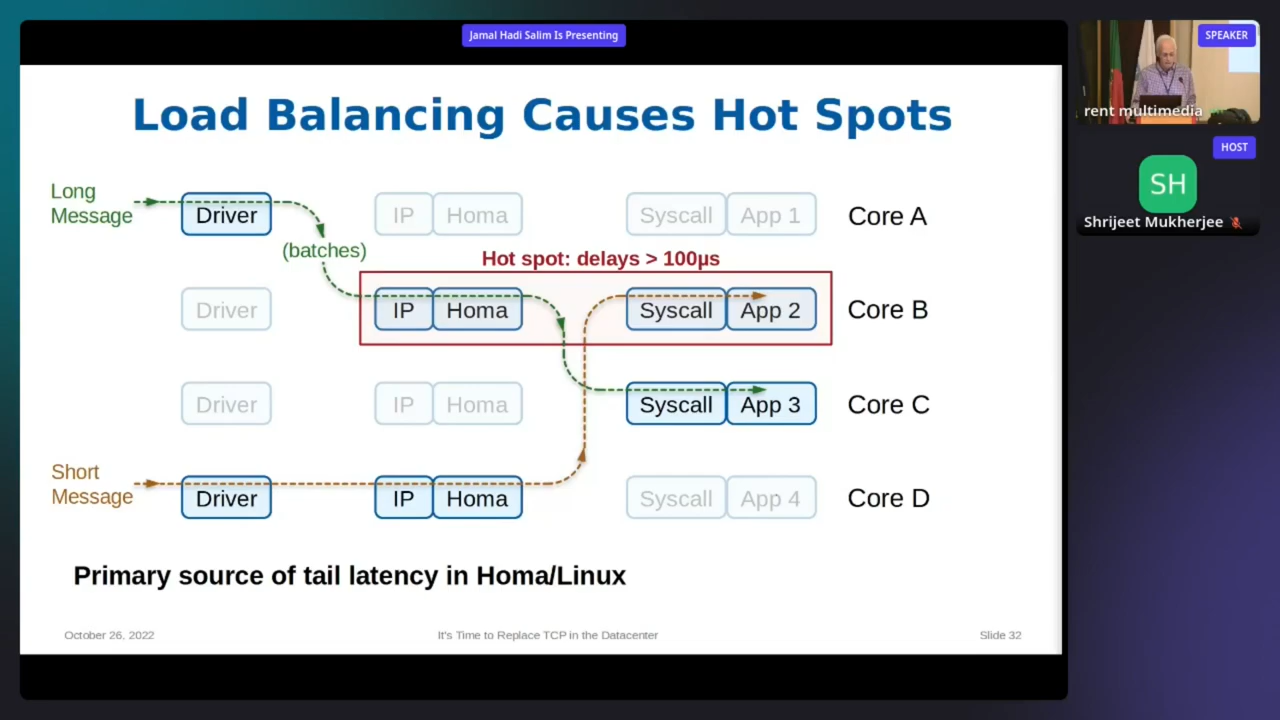 Jamal Hadi Salim Is Presenting
SPEAKER
rent multimedia
HOST
SH
Shrijeet Mukherjee
Load Balancing Causes Hot Spots
Long
Message
Driver
IP
Homa
Syscall
App 1
Core A
(batches)
Hot spot: delays > 100µs
Driver
IP
Homa
Syscall
App 2
Core B
Driver
IP
Homa
Syscall
App 3
Core C
Short
Message
Driver
IP
Homa
Syscall
App 4
Core D
Primary source of tail latency in Homa/Linux
October 26, 2022
It's Time to Replace TCP in the Datacenter
Slide 32